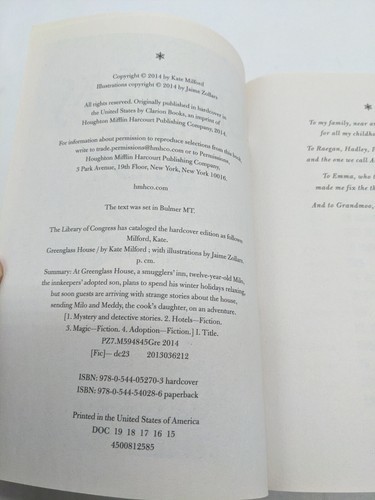 *
Copyright © 2014 by Kate Milford
Illustrations copyright © 2014 by Jaime Zollars
All rights reserved. Originally published in hardcover in
the United States by Clarion Books, an imprint of
Houghton Mifflin Harcourt Publishing Company, 2014.
For information about permission to reproduce selections from this book,
write to trade.permissions@hmhco.com or to Permissions,
Houghton Mifflin Harcourt Publishing Company,
3 Park Avenue, 19th Floor, New York, New York 10016.
hmhco.com
The text was set in Bulmer MT.
The Library of Congress has cataloged the hardcover edition as follows:
Milford, Kate.
Greenglass House / by Kate Milford ; with illustrations by Jaime Zollars.
p. cm.
Summary: At Greenglass House, a smugglers' inn, twelve-year-old Milo,
the innkeepers' adopted son, plans to spend his winter holidays relaxing,
but soon guests are arriving with strange stories about the house,
sending Milo and Meddy, the cook's daughter, on an adventure.
[1. Mystery and detective stories. 2. Hotels—Fiction.
3. Magic—Fiction. 4. Adoption—Fiction.] I. Title.
PZ7.M594845Gre 2014
[Fic]— dc23 2013036212
ISBN: 978-0-544-05270-3 hardcover
ISBN: 978-0-544-54028-6 paperback
Printed in the United States of America
DOC 19 18 17 16 15
4500812585
*
To my family, near an
for all my childho
To Raegan, Hadley,
and the one we call A
To Emma, who
made me fix the th
And to Grandmae,